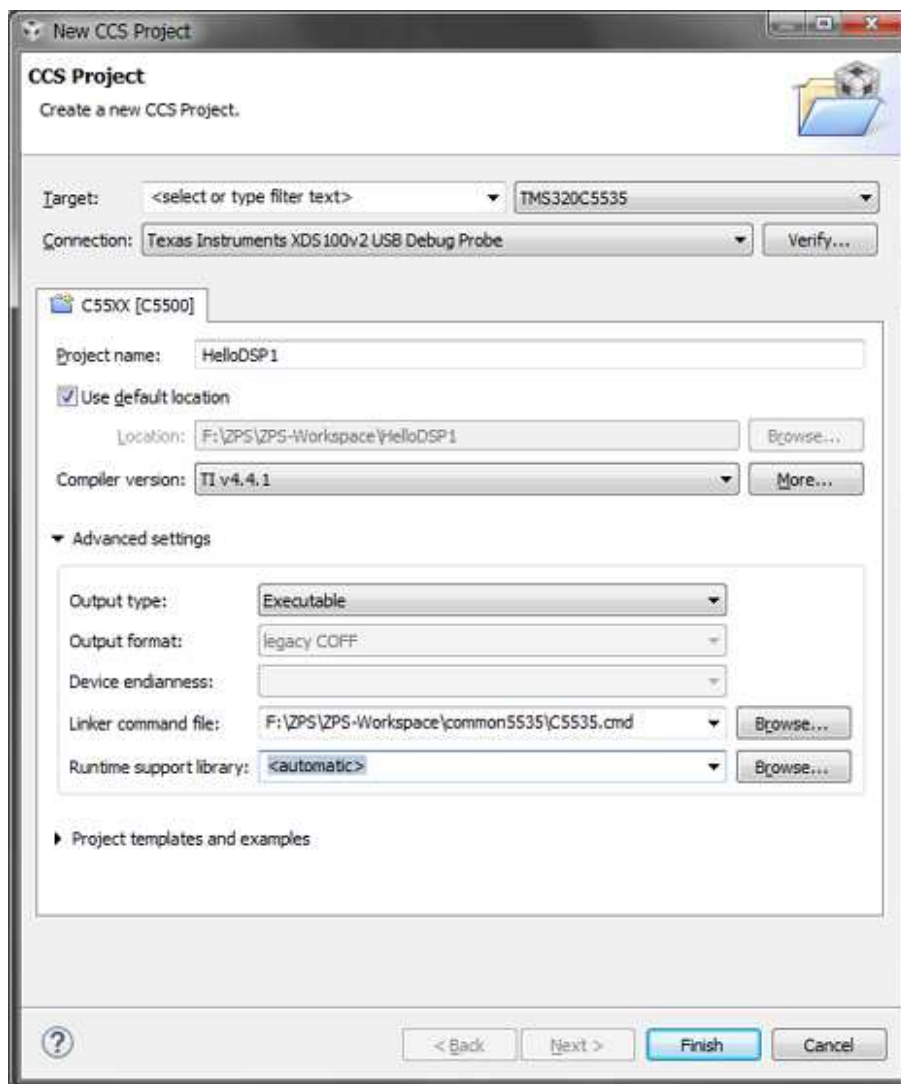 New CCS Project
CCS Project
Create a new CCS Project.
Target: <select or type filter text> TMS320C5535
Connection: Texas Instruments XDS100v2 USB Debug Probe Verify...
C55XX [C5500]
Project name: HelloDSP1
Use default location
Location: F:\ZPS\ZPS-Workspace\HelloDSP1 Browse...
Compiler version: TI v4.4.1 More...
Advanced settings
Output type: Executable
Output format: legacy COFF
Device endianness:
Linker command file: F:\ZPS\ZPS-Workspace\common5535\C5535.cmd Browse...
Runtime support library: <automatic> Browse...
Project templates and examples
? < Back Next > Finish Cancel